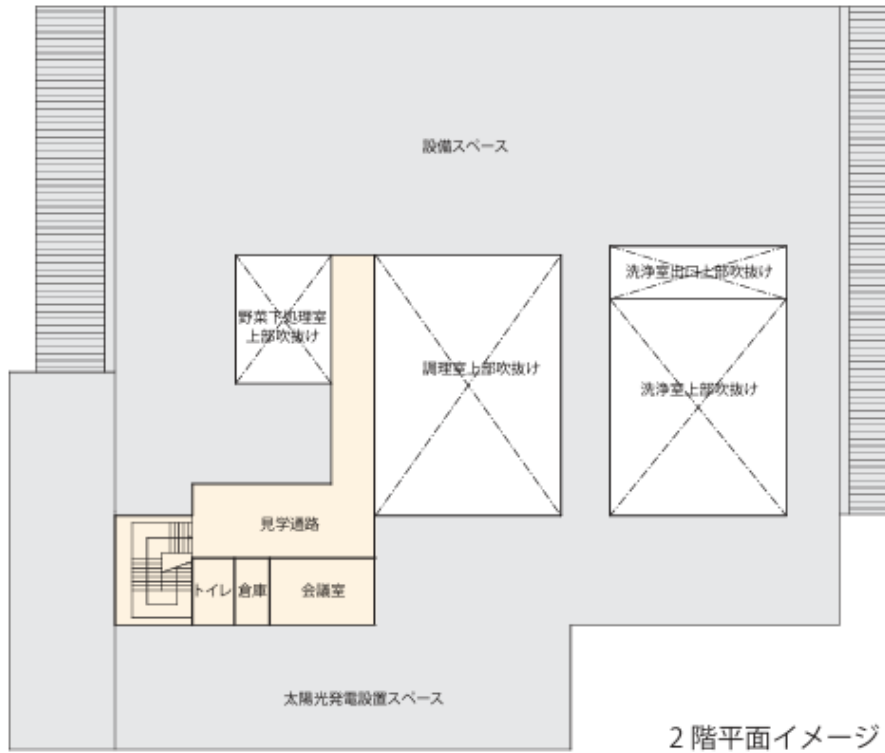 設備スペース
洗浄室出口上部吹抜け
野菜下処理室
上部吹抜け
調理室上部吹抜け
洗浄室上部吹抜け
見学通路
トイレ
倉庫
会議室
太陽光発電設置スペース
2 階平面イメージ